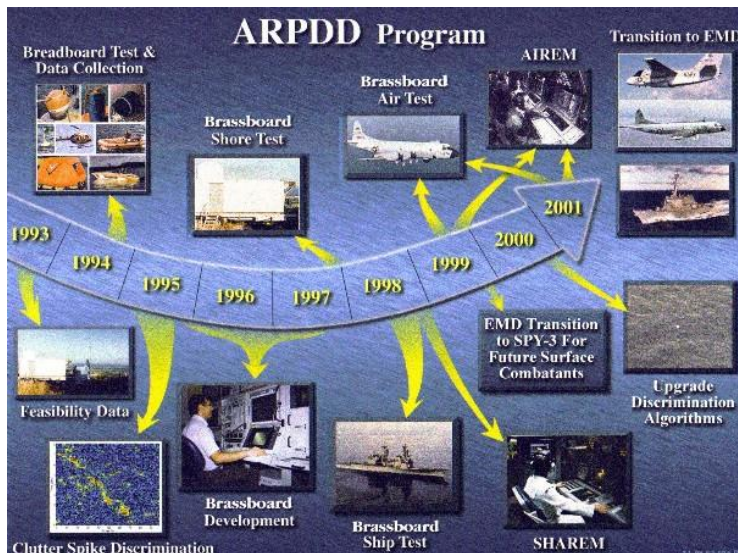 ARPDD Program
Breadboard Test &
Data Collection
Brassboard
Shore Test
Brassboard
Air Test
AIREM
Transition to EMD
1993
1994
1995
1996
1997
1998
1999
2000
2001
Feasibility Data
Clutter Spike Discrimination
Brassboard
Development
Brassboard
Ship Test
SHAREM
EMD Transition
to SPY-3 For
Future Surface
Combatants
Upgrade
Discrimination
Algorithms